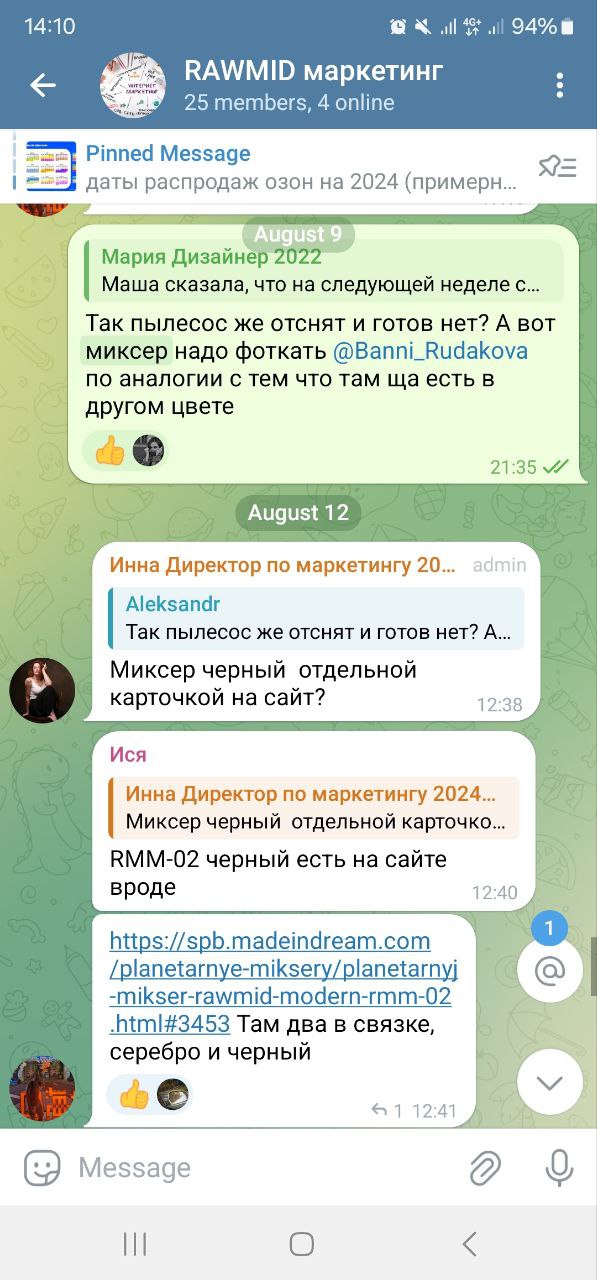 14:10
4G+
94%
RAWMID маркетинг
25 members, 4 online
Pinned Message
даты распродаж озон на 2024 (примерн...
August 9
Мария Дизайнер 2022
Маша сказала, что на следующей неделе с...
Так пылесос же отснят и готов нет? А вот
миксер надо фоткать @Banni_Rudakova
по аналогии с тем что там ща есть в
другом цвете
21:35
August 12
Инна Директор по маркетингу 20... admin
Aleksandr
Так пылесос же отснят и готов нет? А...
Миксер черный отдельной
карточкой на сайт?
12:38
Ися
Инна Директор по маркетингу 2024...
Миксер черный отдельной карточко...
RMM-02 черный есть на сайте
вроде
12:40
https://spb.madeindream.com
/planetarnye-miksery/planetarnyj
-mikser-rawmid-modern-rmm-02
.html#3453 Там два в связке,
серебро и черный
1 12:41
1
@
Message